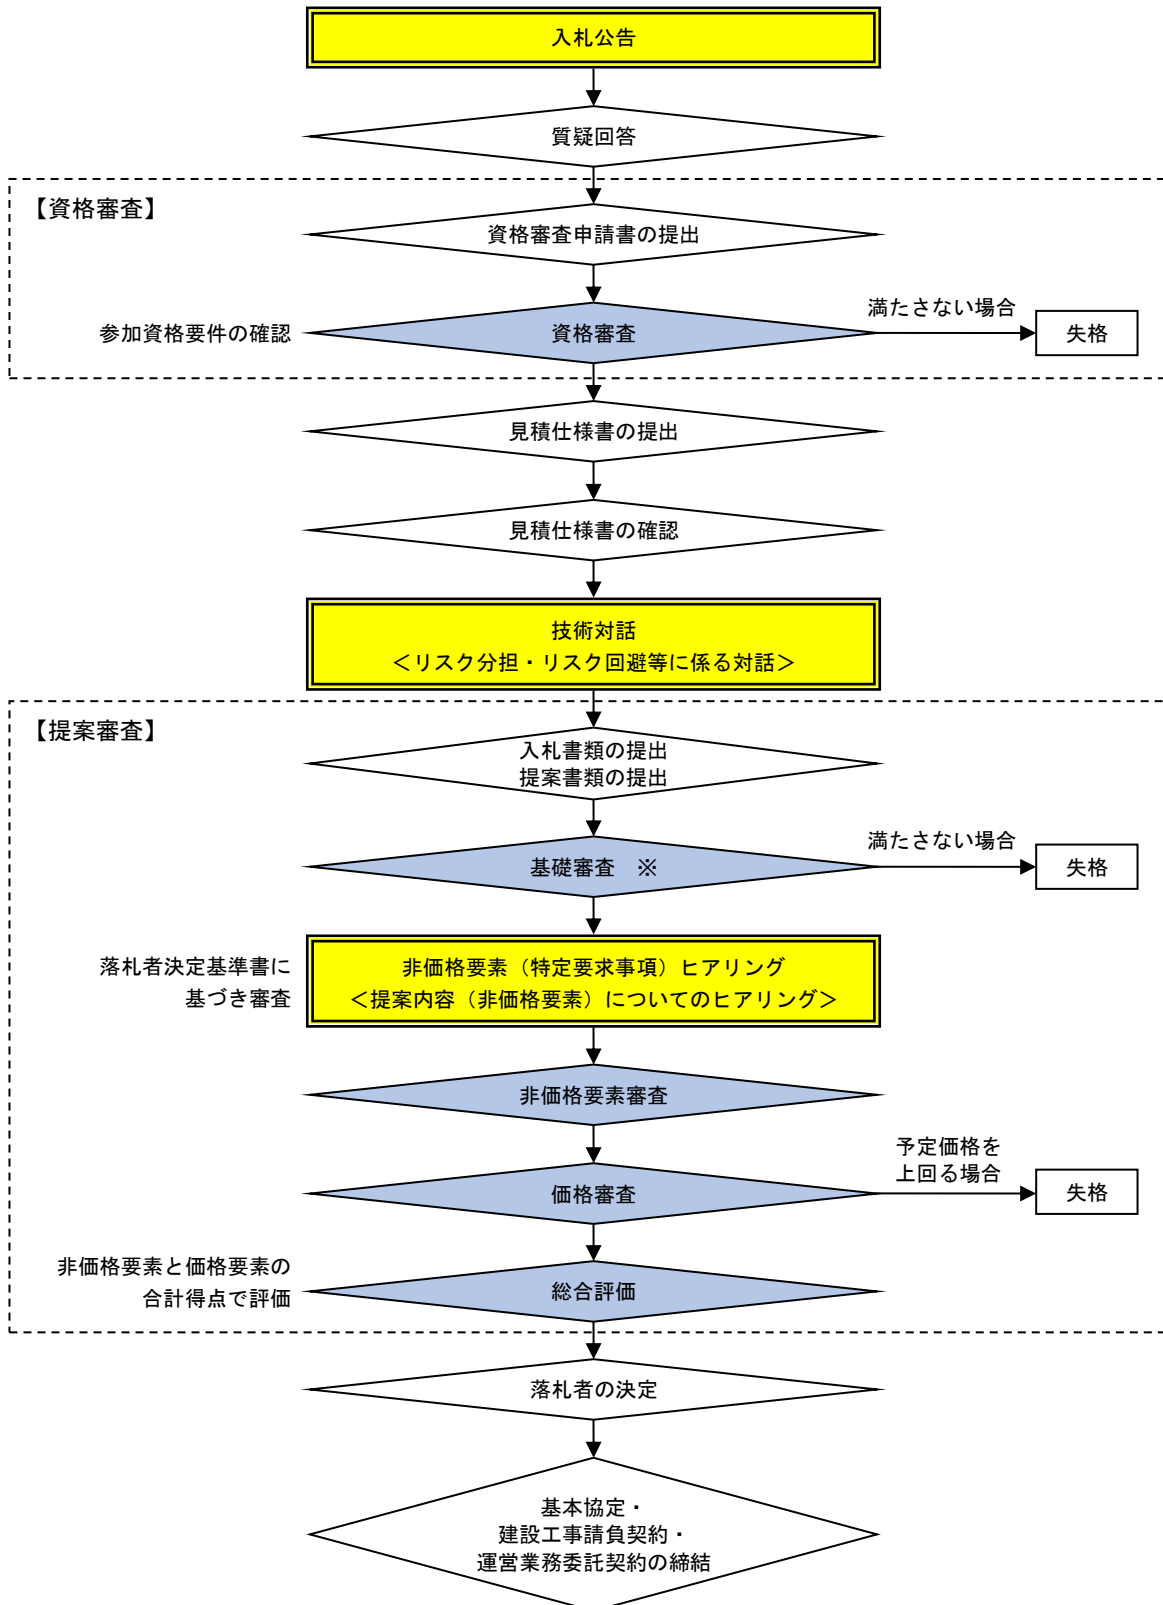 入札公告
質疑回答
【資格審査】
資格審査申請書の提出
参加資格要件の確認
資格審査
満たさない場合
失格
見積仕様書の提出
見積仕様書の確認
技術対話
＜リスク分担・リスク回避等に係る対話＞
【提案審査】
入札書類の提出
提案書類の提出
基礎審査　※
満たさない場合
失格
落札者決定基準書に
基づき審査
非価格要素（特定要求事項）ヒアリング
＜提案内容（非価格要素）についてのヒアリング＞
非価格要素審査
価格審査
予定価格を
上回る場合
失格
非価格要素と価格要素の
合計得点で評価
総合評価
落札者の決定
基本協定・
建設工事請負契約・
運営業務委託契約の締結